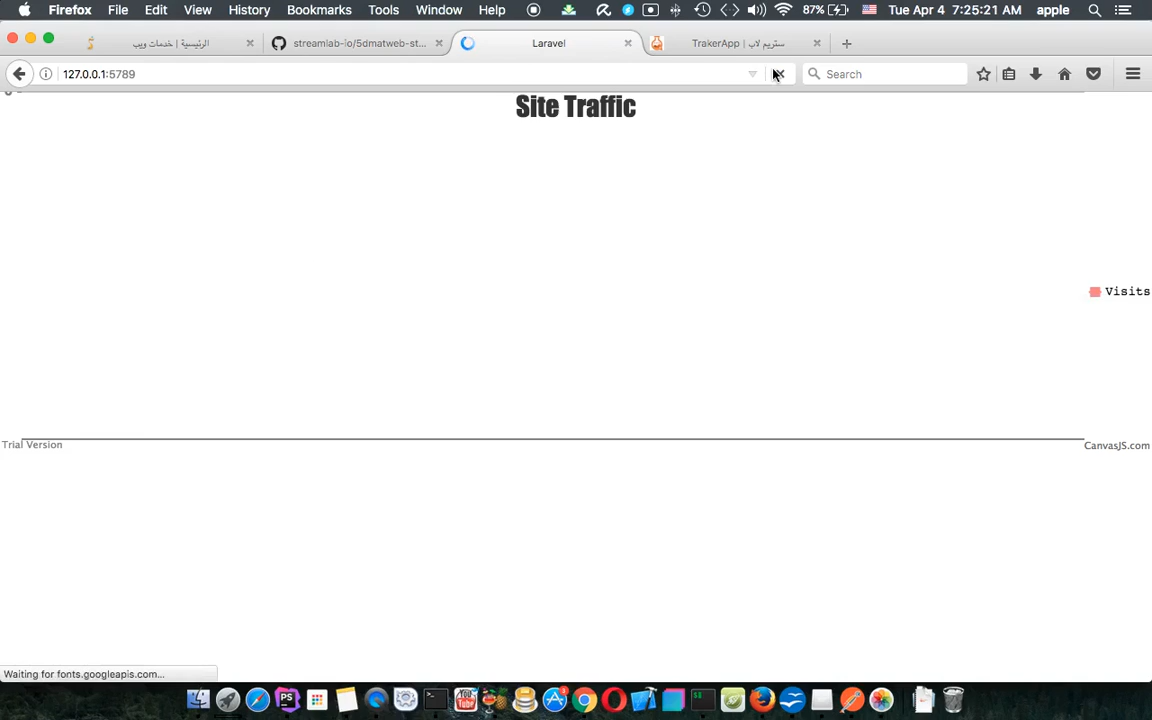 Firefox File Edit View History Bookmarks Tools Window Help 87% Tue Apr 4 7:25:21 AM apple
الرئيسية | خدمات ويب streamlab-io/5dmatweb-st... Laravel ستريم لاب | TrakerApp
127.0.0.1:5789 Search
Site Traffic
Visits
Trial Version CanvasJS.com
Waiting for fonts.googleapis.com...